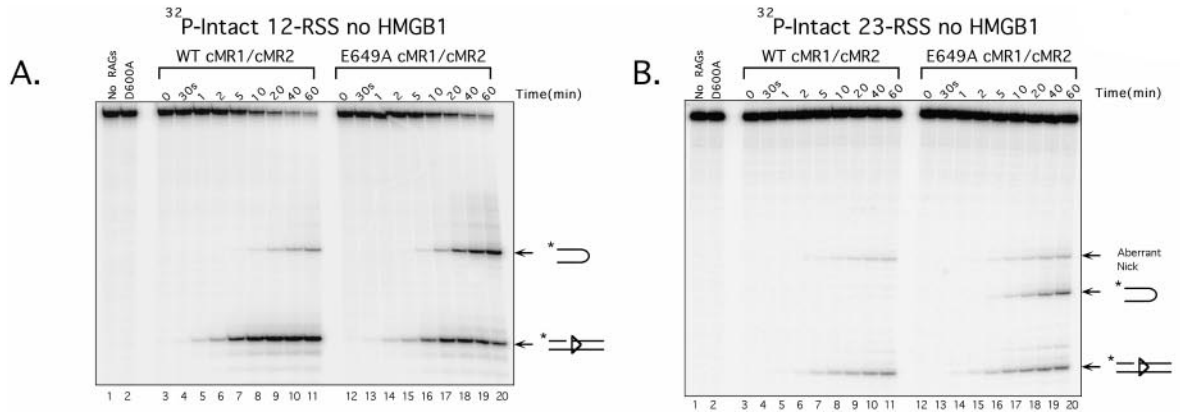 32P-Intact 12-RSS no HMGB1
A.
No RAGs
D600A
WT cMR1/cMR2
E649A cMR1/cMR2
0 30s 1 2 5 10 20 40 60
0 30s 1 2 5 10 20 40 60
Time(min)
*
*
1 2 3 4 5 6 7 8 9 10 11 12 13 14 15 16 17 18 19 20
32P-Intact 23-RSS no HMGB1
B.
No RAGs
D600A
WT cMR1/cMR2
E649A cMR1/cMR2
0 30s 1 2 5 10 20 40 60
0 30s 1 2 5 10 20 40 60
Time(min)
Aberrant
Nick
*
*
1 2 3 4 5 6 7 8 9 10 11 12 13 14 15 16 17 18 19 20